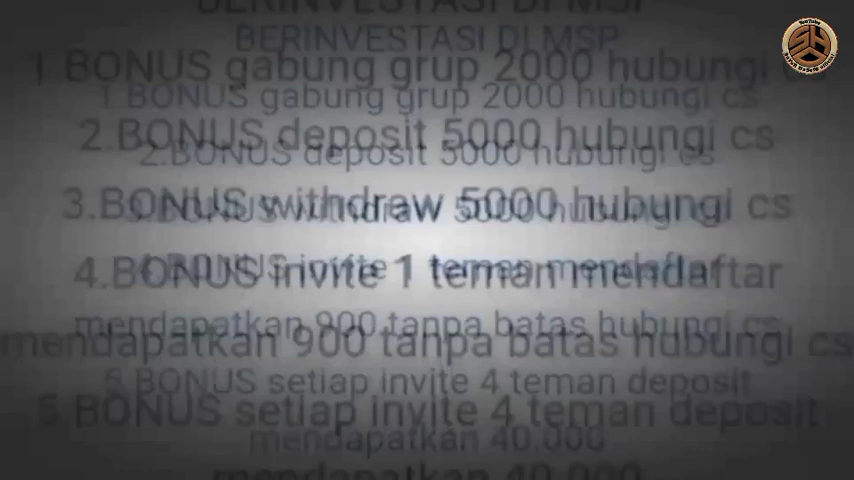 BERINVESTASI DI MSP
1.BONUS gabung grup 2000 hubungi cs
2.BONUS deposit 5000 hubungi cs
3.BONUS withdraw 5000 hubungi cs
4.BONUS invite 1 teman mendaftar
mendapatkan 900 tanpa batas hubungi cs
5.BONUS setiap invite 4 teman deposit
mendapatkan 40.000
YouTube